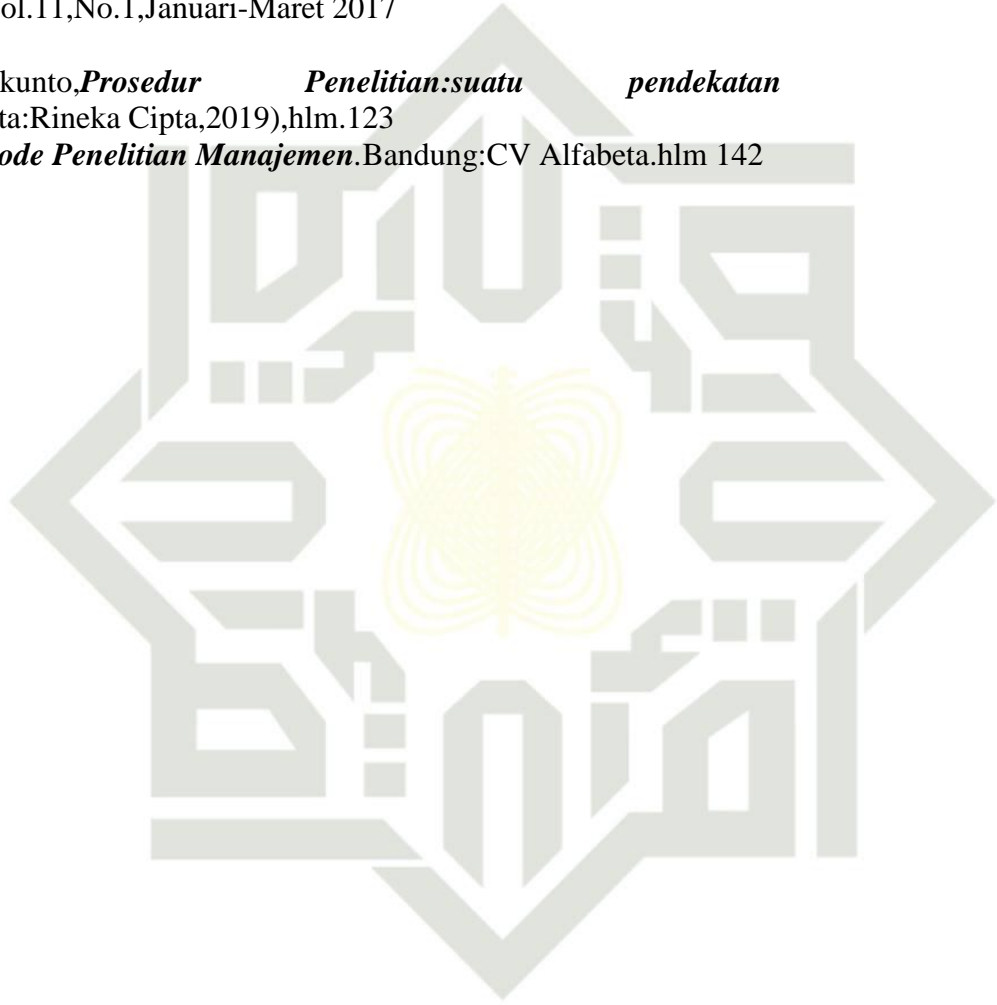 ol.11,No.1,Januari-Maret 2017
kunto,Prosedur Penelitian:suatu pendekatan
ta:Rineka Cipta,2019),hlm.123
ode Penelitian Manajemen.Bandung:CV Alfabeta.hlm 142